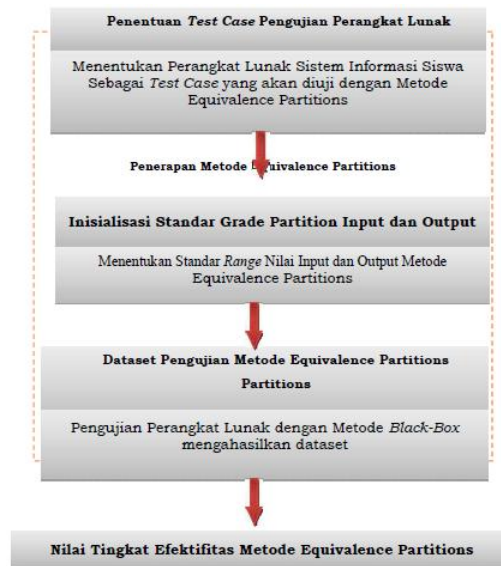 Penentuan Test Case Pengujian Perangkat Lunak
Menentukan Perangkat Lunak Sistem Informasi Siswa
Sebagai Test Case yang akan diuji dengan Metode
Equivalence Partitions
Penerapan Metode Equivalence Partitions
Inisialisasi Standar Grade Partition Input dan Output
Menentukan Standar Range Nilai Input dan Output Metode
Equivalence Partitions
Dataset Pengujian Metode Equivalence Partitions
Partitions
Pengujian Perangkat Lunak dengan Metode Black-Box
mengahasilkan dataset
Nilai Tingkat Efektifitas Metode Equivalence Partitions